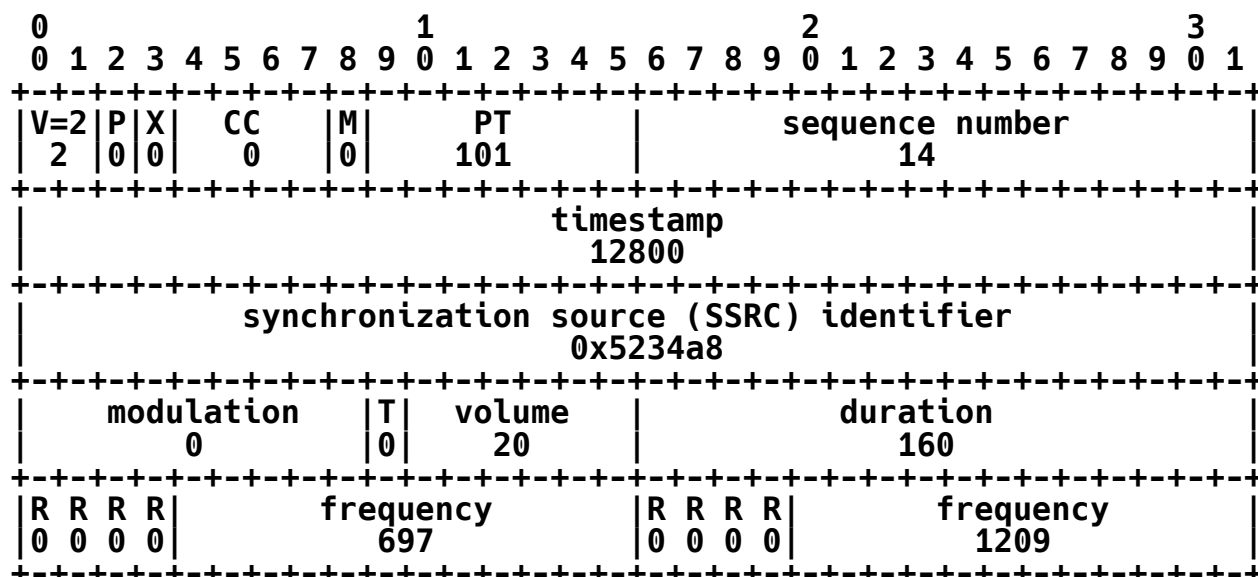 0                   1                   2                   3
 0 1 2 3 4 5 6 7 8 9 0 1 2 3 4 5 6 7 8 9 0 1 2 3 4 5 6 7 8 9 0 1
+-+-+-+-+-+-+-+-+-+-+-+-+-+-+-+-+-+-+-+-+-+-+-+-+-+-+-+-+-+-+-+-+
|V=2|P|X|  CC   |M|     PT      |       sequence number         |
| 2 |0|0|   0   |0|    101      |             14                |
+-+-+-+-+-+-+-+-+-+-+-+-+-+-+-+-+-+-+-+-+-+-+-+-+-+-+-+-+-+-+-+-+
|                           timestamp                           |
|                             12800                             |
+-+-+-+-+-+-+-+-+-+-+-+-+-+-+-+-+-+-+-+-+-+-+-+-+-+-+-+-+-+-+-+-+
|           synchronization source (SSRC) identifier            |
|                            0x5234a8                           |
+-+-+-+-+-+-+-+-+-+-+-+-+-+-+-+-+-+-+-+-+-+-+-+-+-+-+-+-+-+-+-+-+
|    modulation   |T|  volume   |          duration             |
|        0        |0|    20     |             160               |
+-+-+-+-+-+-+-+-+-+-+-+-+-+-+-+-+-+-+-+-+-+-+-+-+-+-+-+-+-+-+-+-+
|R R R R|       frequency       |R R R R|       frequency       |
|0 0 0 0|          697          |0 0 0 0|         1209          |
+-+-+-+-+-+-+-+-+-+-+-+-+-+-+-+-+-+-+-+-+-+-+-+-+-+-+-+-+-+-+-+-+